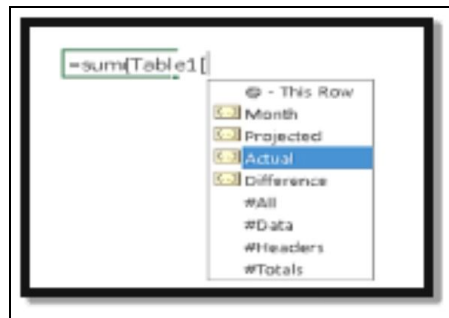 =sum(Table1[
@ - This Row
Month
Projected
Actual
Difference
#All
#Data
#Headers
#Totals